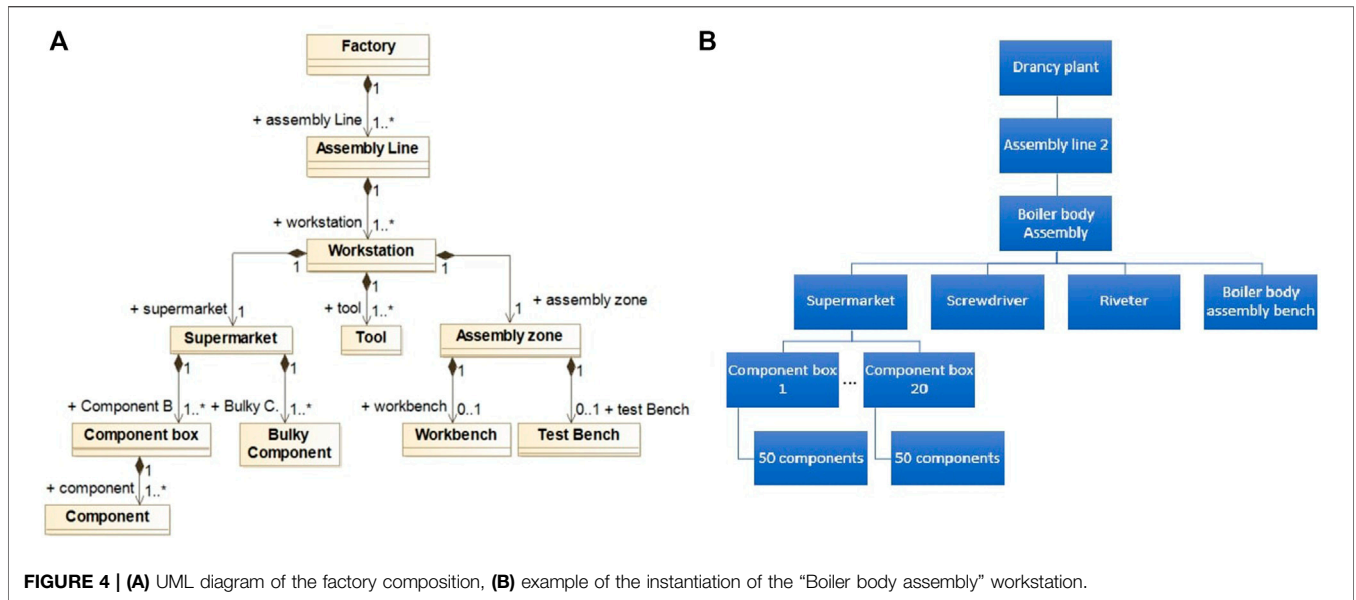 A
Factory
1
+ assembly Line
1..*
Assembly Line
1
+ workstation
1..*
Workstation
1
1
1
+ supermarket
1
+ tool
1..*
+ assembly zone
1
Supermarket
Tool
Assembly zone
1
1
1
1
+ Component B
1..*
+ Bulky C.
1..*
+ workbench
0..1
0..1
+ test Bench
Component box
Bulky
Component
Workbench
Test Bench
1
+ component
1..*
Component
B
Drancy plant
Assembly line 2
Boiler body
Assembly
Supermarket
Screwdriver
Riveter
Boiler body
assembly bench
Component box
1
...
Component box
20
50 components
50 components
FIGURE 4 | (A) UML diagram of the factory composition, (B) example of the instantiation of the “Boiler body assembly” workstation.